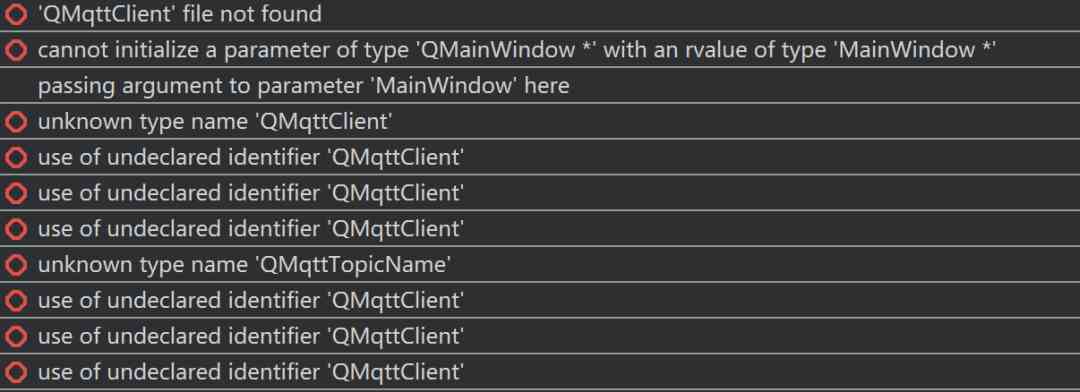 'QMqttClient' file not found
cannot initialize a parameter of type 'QMainWindow *' with an rvalue of type 'MainWindow *'
passing argument to parameter 'MainWindow' here
unknown type name 'QMqttClient'
use of undeclared identifier 'QMqttClient'
use of undeclared identifier 'QMqttClient'
use of undeclared identifier 'QMqttClient'
unknown type name 'QMqttTopicName'
use of undeclared identifier 'QMqttClient'
use of undeclared identifier 'QMqttClient'
use of undeclared identifier 'QMqttClient'